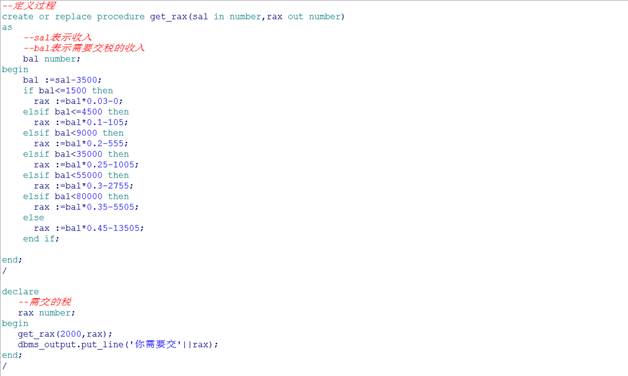 --定义过程
create or replace procedure get_rax(sal in number,rax out number)
as
--sal表示收入
--bal表示需要交税的收入
bal number;
begin
bal :=sal-3500;
if bal<=1500 then
rax :=bal*0.03-0;
elsif bal<=4500 then
rax :=bal*0.1-105;
elsif bal<9000 then
rax :=bal*0.2-555;
elsif bal<35000 then
rax :=bal*0.25-1005;
elsif bal<55000 then
rax :=bal*0.3-2755;
elsif bal<80000 then
rax :=bal*0.35-5505;
else
rax :=bal*0.45-13505;
end if;
end;
/
declare
--需交的税
rax number;
begin
get_rax(2000,rax);
dbms_output.put_line('你需要交'||rax);
end;
/